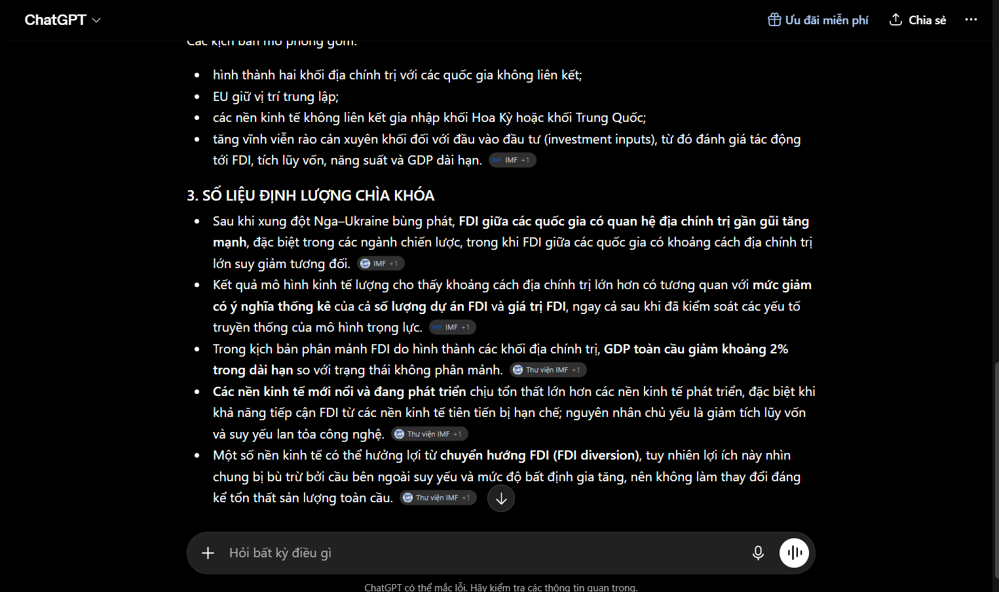 ChatGPT
Ưu đãi miễn phí
Chia sẻ
Các kịch bản mô phỏng gồm:
hình thành hai khối địa chính trị với các quốc gia không liên kết;
EU giữ vị trí trung lập;
các nền kinh tế không liên kết gia nhập khối Hoa Kỳ hoặc khối Trung Quốc;
tăng vĩnh viễn rào cản xuyên khối đối với đầu vào đầu tư (investment inputs), từ đó đánh giá tác động
tới FDI, tích lũy vốn, năng suất và GDP dài hạn. IMF +1
3. SỐ LIỆU ĐỊNH LƯỢNG CHÌA KHÓA
Sau khi xung đột Nga–Ukraine bùng phát, FDI giữa các quốc gia có quan hệ địa chính trị gần gũi tăng
mạnh, đặc biệt trong các ngành chiến lược, trong khi FDI giữa các quốc gia có khoảng cách địa chính trị
lớn suy giảm tương đối. IMF +1
Kết quả mô hình kinh tế lượng cho thấy khoảng cách địa chính trị lớn hơn có tương quan với mức giảm
có ý nghĩa thống kê của cả số lượng dự án FDI và giá trị FDI, ngay cả sau khi đã kiểm soát các yếu tố
truyền thống của mô hình trọng lực. IMF +1
Trong kịch bản phân mảnh FDI do hình thành các khối địa chính trị, GDP toàn cầu giảm khoảng 2%
trong dài hạn so với trạng thái không phân mảnh. Thư viện IMF +1
Các nền kinh tế mới nổi và đang phát triển chịu tổn thất lớn hơn các nền kinh tế phát triển, đặc biệt khi
khả năng tiếp cận FDI từ các nền kinh tế tiên tiến bị hạn chế; nguyên nhân chủ yếu là giảm tích lũy vốn
và suy yếu lan tỏa công nghệ. Thư viện IMF +1
Một số nền kinh tế có thể hưởng lợi từ chuyển hướng FDI (FDI diversion), tuy nhiên lợi ích này nhìn
chung bị bù trừ bởi cầu bên ngoài suy yếu và mức độ bất định gia tăng, nên không làm thay đổi đáng
kể tổn thất sản lượng toàn cầu. Thư viện IMF +1
Hỏi bất kỳ điều gì
ChatGPT có thể mắc lỗi. Hãy kiểm tra các thông tin quan trọng.